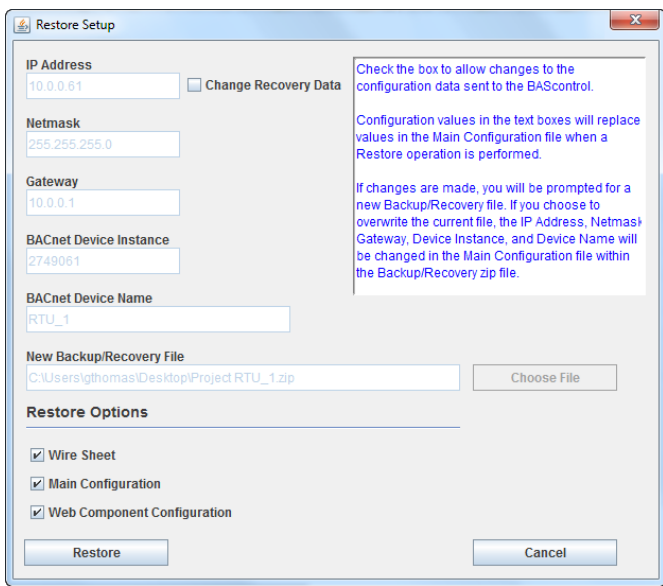 Restore Setup
IP Address
10.0.0.61
Change Recovery Data
Netmask
255.255.255.0
Gateway
10.0.0.1
BACnet Device Instance
2749061
BACnet Device Name
RTU_1
Check the box to allow changes to the
configuration data sent to the BAScontrol.
Configuration values in the text boxes will replace
values in the Main Configuration file when a
Restore operation is performed.
If changes are made, you will be prompted for a
new Backup/Recovery file. If you choose to
overwrite the current file, the IP Address, Netmask
Gateway, Device Instance, and Device Name will
be changed in the Main Configuration file within
the Backup/Recovery zip file.
New Backup/Recovery File
C:\Users\gthomas\Desktop\Project RTU_1.zip
Choose File
Restore Options
Wire Sheet
Main Configuration
Web Component Configuration
Restore
Cancel